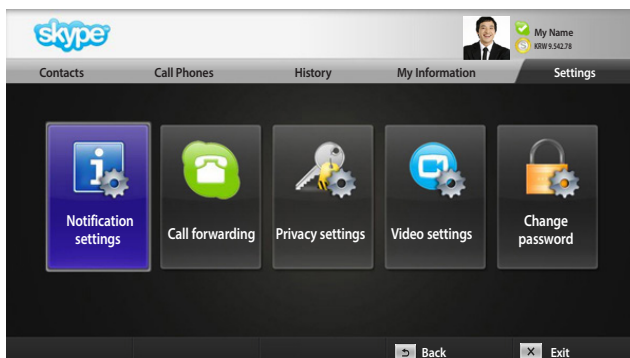 skype
My Name
KRW 9.542.78
Contacts Call Phones History My Information Settings
Notification
settings
Call forwarding
Privacy settings
Video settings
Change
password
Back
Exit